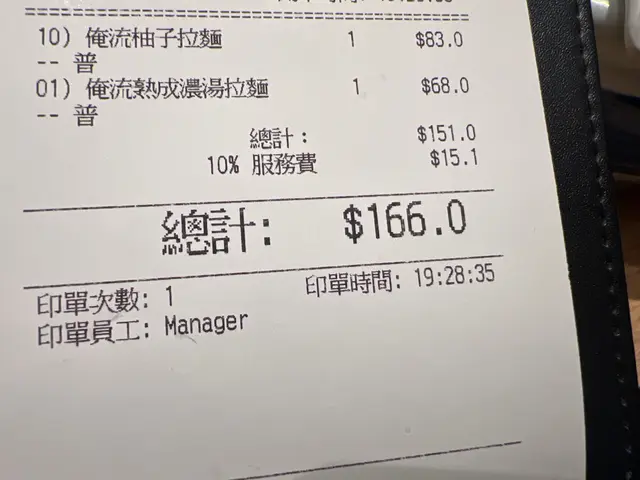 10) 俺流柚子拉麵 1 $83.0
-- 普
01) 俺流熟成濃湯拉麵 1 $68.0
-- 普
總計: $151.0
10% 服務費 $15.1
總計: $166.0
印單次數: 1 印單時間: 19:28:35
印單員工: Manager